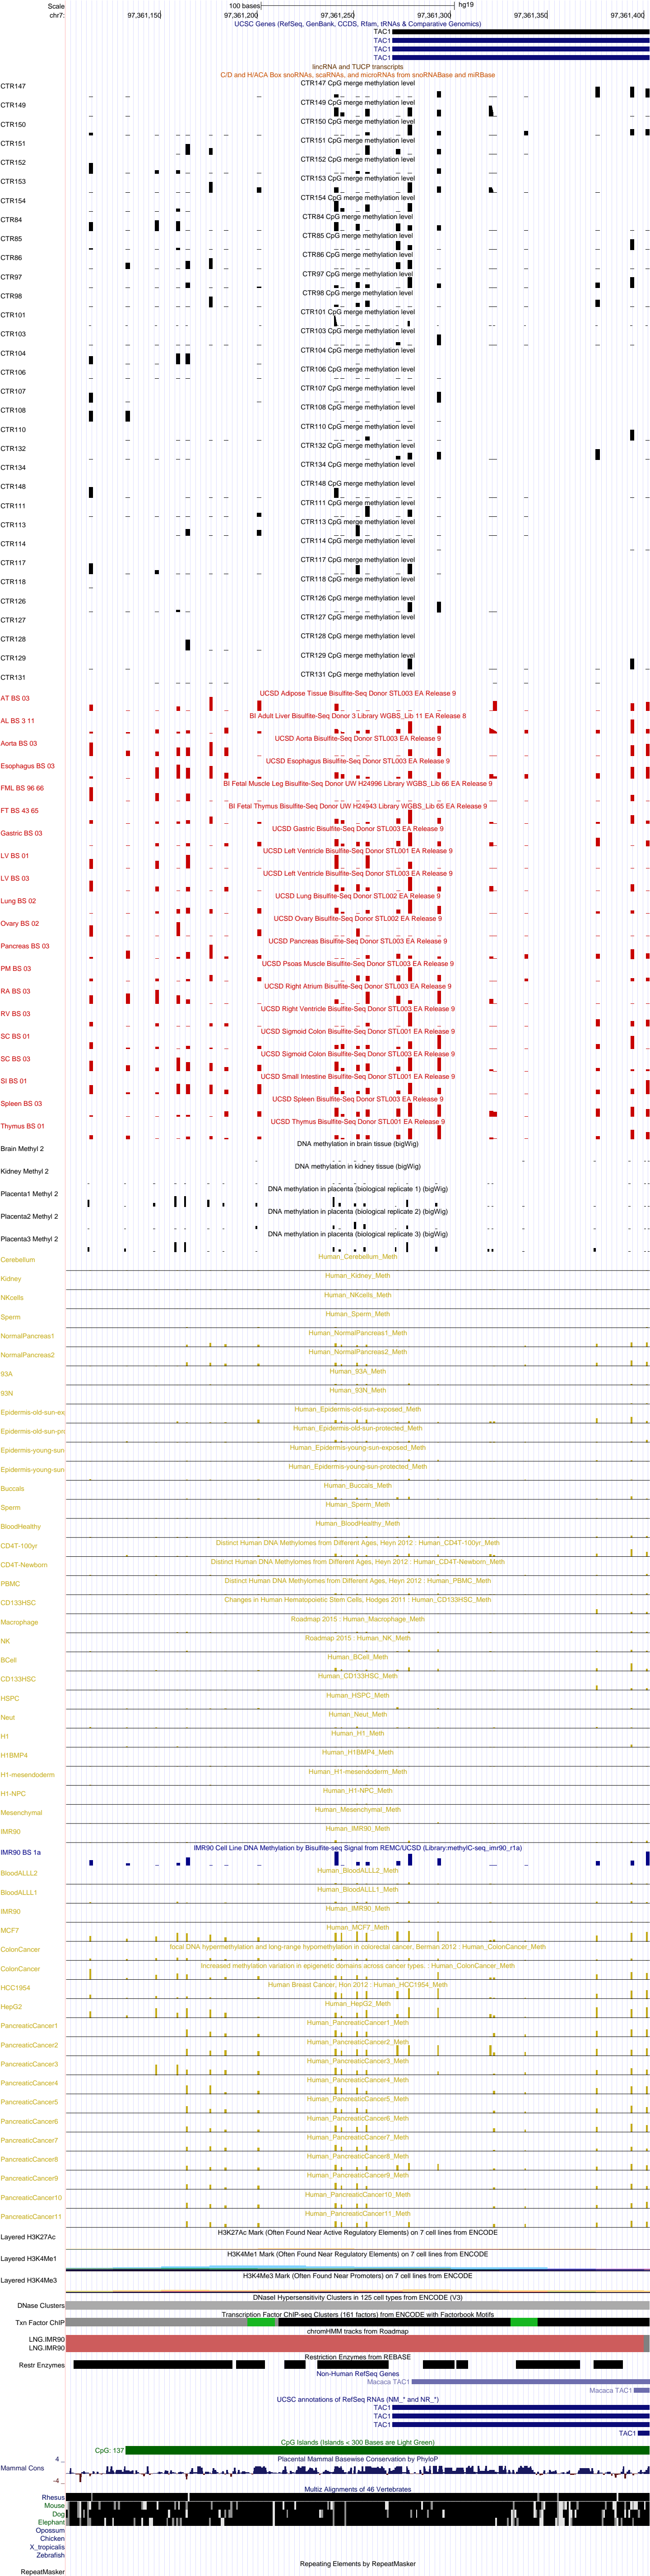 Scale 100 bases hg19
chr7: 97,361,150 97,361,200 97,361,250 97,361,300 97,361,350 97,361,400
UCSC Genes (RefSeq, GenBank, CCDS, Rfam, tRNAs & Comparative Genomics)
TAC1
TAC1
TAC1
TAC1
lincRNA and TUCP transcripts
C/D and H/ACA Box snoRNAs, scaRNAs, and microRNAs from snoRNABase and miRBase
CTR147 CpG merge methylation level
CTR147
CTR149 CpG merge methylation level
CTR149
CTR150 CpG merge methylation level
CTR150
CTR151 CpG merge methylation level
CTR151
CTR152 CpG merge methylation level
CTR152
CTR153 CpG merge methylation level
CTR153
CTR154 CpG merge methylation level
CTR154
CTR84 CpG merge methylation level
CTR84
CTR85 CpG merge methylation level
CTR85
CTR86 CpG merge methylation level
CTR86
CTR97 CpG merge methylation level
CTR97
CTR98 CpG merge methylation level
CTR98
CTR101 CpG merge methylation level
CTR101
CTR103 CpG merge methylation level
CTR103
CTR104 CpG merge methylation level
CTR104
CTR106 CpG merge methylation level
CTR106
CTR107 CpG merge methylation level
CTR107
CTR108 CpG merge methylation level
CTR108
CTR110 CpG merge methylation level
CTR110
CTR132 CpG merge methylation level
CTR132
CTR134 CpG merge methylation level
CTR134
CTR148 CpG merge methylation level
CTR148
CTR111 CpG merge methylation level
CTR111
CTR113 CpG merge methylation level
CTR113
CTR114 CpG merge methylation level
CTR114
CTR117 CpG merge methylation level
CTR117
CTR118 CpG merge methylation level
CTR118
CTR126 CpG merge methylation level
CTR126
CTR127 CpG merge methylation level
CTR127
CTR128 CpG merge methylation level
CTR128
CTR129 CpG merge methylation level
CTR129
CTR131 CpG merge methylation level
CTR131
UCSD Adipose Tissue Bisulfite-Seq Donor STL003 EA Release 9
AT BS 03
BI Adult Liver Bisulfite-Seq Donor 3 Library WGBS_Lib 11 EA Release 8
AL BS 3 11
UCSD Aorta Bisulfite-Seq Donor STL003 EA Release 9
Aorta BS 03
UCSD Esophagus Bisulfite-Seq Donor STL003 EA Release 9
Esophagus BS 03
BI Fetal Muscle Leg Bisulfite-Seq Donor UW H24996 Library WGBS_Lib 66 EA Release 9
FML BS 96 66
BI Fetal Thymus Bisulfite-Seq Donor UW H24943 Library WGBS_Lib 65 EA Release 9
FT BS 43 65
UCSD Gastric Bisulfite-Seq Donor STL003 EA Release 9
Gastric BS 03
UCSD Left Ventricle Bisulfite-Seq Donor STL001 EA Release 9
LV BS 01
UCSD Left Ventricle Bisulfite-Seq Donor STL003 EA Release 9
LV BS 03
UCSD Lung Bisulfite-Seq Donor STL002 EA Release 9
Lung BS 02
UCSD Ovary Bisulfite-Seq Donor STL002 EA Release 9
Ovary BS 02
UCSD Pancreas Bisulfite-Seq Donor STL003 EA Release 9
Pancreas BS 03
UCSD Psoas Muscle Bisulfite-Seq Donor STL003 EA Release 9
PM BS 03
UCSD Right Atrium Bisulfite-Seq Donor STL003 EA Release 9
RA BS 03
UCSD Right Ventricle Bisulfite-Seq Donor STL003 EA Release 9
RV BS 03
UCSD Sigmoid Colon Bisulfite-Seq Donor STL001 EA Release 9
SC BS 01
UCSD Sigmoid Colon Bisulfite-Seq Donor STL003 EA Release 9
SC BS 03
UCSD Small Intestine Bisulfite-Seq Donor STL001 EA Release 9
SI BS 01
UCSD Spleen Bisulfite-Seq Donor STL003 EA Release 9
Spleen BS 03
UCSD Thymus Bisulfite-Seq Donor STL001 EA Release 9
Thymus BS 01
DNA methylation in brain tissue (bigWig)
Brain Methyl 2
DNA methylation in kidney tissue (bigWig)
Kidney Methyl 2
DNA methylation in placenta (biological replicate 1) (bigWig)
Placenta1 Methyl 2
DNA methylation in placenta (biological replicate 2) (bigWig)
Placenta2 Methyl 2
DNA methylation in placenta (biological replicate 3) (bigWig)
Placenta3 Methyl 2
Human_Cerebellum_Meth
Cerebellum
Human_Kidney_Meth
Kidney
Human_NKcells_Meth
NKcells
Human_Sperm_Meth
Sperm
Human_NormalPancreas1_Meth
NormalPancreas1
Human_NormalPancreas2_Meth
NormalPancreas2
Human_93A_Meth
93A
Human_93N_Meth
93N
Human_Epidermis-old-sun-exposed_Meth
Epidermis-old-sun-ex
Human_Epidermis-old-sun-protected_Meth
Epidermis-old-sun-pri
Human_Epidermis-young-sun-exposed_Meth
Epidermis-young-sun
Human_Epidermis-young-sun-protected_Meth
Epidermis-young-sun
Human_Buccals_Meth
Buccals
Human_Sperm_Meth
Sperm
Human_BloodHealthy_Meth
BloodHealthy
Distinct Human DNA Methylomes from Different Ages, Heyn 2012 : Human_CD4T-100yr_Meth
CD4T-100yr
Distinct Human DNA Methylomes from Different Ages, Heyn 2012 : Human_CD4T-Newborn_Meth
CD4T-Newborn
Distinct Human DNA Methylomes from Different Ages, Heyn 2012 : Human_PBMC_Meth
PBMC
Changes in Human Hematopoietic Stem Cells, Hodges 2011 : Human_CD133HSC_Meth
CD133HSC
Roadmap 2015 : Human_Macrophage_Meth
Macrophage
Roadmap 2015 : Human_NK_Meth
NK
Human_BCell_Meth
BCell
Human_CD133HSC_Meth
CD133HSC
Human_HSPC_Meth
HSPC
Human_Neut_Meth
Neut
Human_H1_Meth
H1
Human_H1BMP4_Meth
H1BMP4
Human_H1-mesendoderm_Meth
H1-mesendoderm
Human_H1-NPC_Meth
H1-NPC
Human_Mesenchymal_Meth
Mesenchymal
Human_IMR90_Meth
IMR90
IMR90 Cell Line DNA Methylation by Bisulfite-seq Signal from REMC/UCSD (Library:methylC-seq_imr90_r1a)
IMR90 BS 1a
Human_BloodALLL2_Meth
BloodALLL2
Human_BloodALLL1_Meth
BloodALLL1
Human_IMR90_Meth
IMR90
Human_MCF7_Meth
MCF7
focal DNA hypermethylation and long-range hypomethylation in colorectal cancer, Berman 2012 : Human_ColonCancer_Meth
ColonCancer
Increased methylation variation in epigenetic domains across cancer types. : Human_ColonCancer_Meth
ColonCancer
Human Breast Cancer, Hon 2012 : Human_HCC1954_Meth
HCC1954
Human_HepG2_Meth
HepG2
Human_PancreaticCancer1_Meth
PancreaticCancer1
Human_PancreaticCancer2_Meth
PancreaticCancer2
Human_PancreaticCancer3_Meth
PancreaticCancer3
Human_PancreaticCancer4_Meth
PancreaticCancer4
Human_PancreaticCancer5_Meth
PancreaticCancer5
Human_PancreaticCancer6_Meth
PancreaticCancer6
Human_PancreaticCancer7_Meth
PancreaticCancer7
Human_PancreaticCancer8_Meth
PancreaticCancer8
Human_PancreaticCancer9_Meth
PancreaticCancer9
Human_PancreaticCancer10_Meth
PancreaticCancer10
Human_PancreaticCancer11_Meth
PancreaticCancer11
H3K27Ac Mark (Often Found Near Active Regulatory Elements) on 7 cell lines from ENCODE
Layered H3K27Ac
H3K4Me1 Mark (Often Found Near Regulatory Elements) on 7 cell lines from ENCODE
Layered H3K4Me1
H3K4Me3 Mark (Often Found Near Promoters) on 7 cell lines from ENCODE
Layered H3K4Me3
DNaseI Hypersensitivity Clusters in 125 cell types from ENCODE (V3)
DNase Clusters
Transcription Factor ChIP-seq Clusters (161 factors) from ENCODE with Factorbook Motifs
Txn Factor ChIP
chromHMM tracks from Roadmap
LNG.IMR90
LNG.IMR90
Restriction Enzymes from REBASE
Restr Enzymes
Non-Human RefSeq Genes
Macaca TAC1
Macaca TAC1
UCSC annotations of RefSeq RNAs (NM_* and NR_*)
TAC1
TAC1
TAC1
TAC1
CpG Islands (Islands < 300 Bases are Light Green)
CpG: 137
Placental Mammal Basewise Conservation by PhyloP
4 _
Mammal Cons
-4 _
Multiz Alignments of 46 Vertebrates
Rhesus
Mouse
Dog
Elephant
Opossum
Chicken
X_tropicalis
Zebrafish
Repeating Elements by RepeatMasker
RepeatMasker